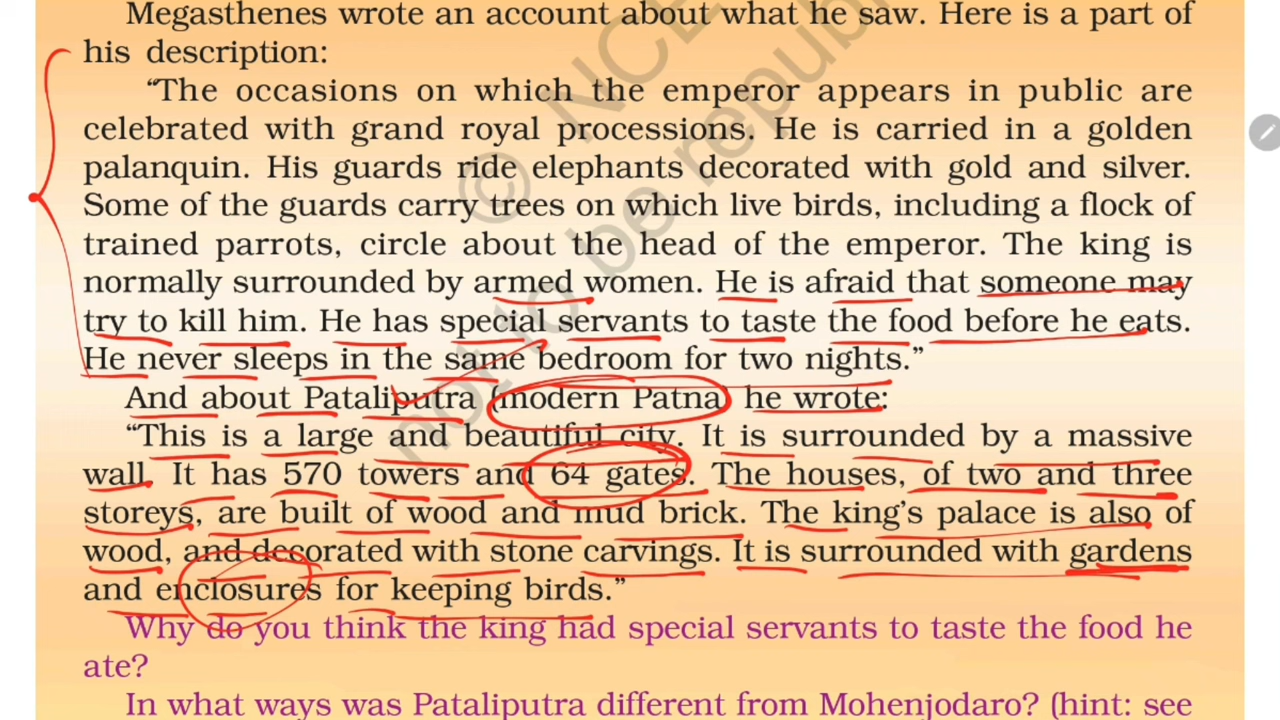 Megasthenes wrote an account about what he saw. Here is a part of
his description:
“The occasions on which the emperor appears in public are
celebrated with grand royal processions. He is carried in a golden
palanquin. His guards ride elephants decorated with gold and silver.
Some of the guards carry trees on which live birds, including a flock of
trained parrots, circle about the head of the emperor. The king is
normally surrounded by armed women. He is afraid that someone may
try to kill him. He has special servants to taste the food before he eats.
He never sleeps in the same bedroom for two nights.”
And about Pataliputra (modern Patna) he wrote:
“This is a large and beautiful city. It is surrounded by a massive
wall. It has 570 towers and 64 gates. The houses, of two and three
storeys, are built of wood and mud brick. The king’s palace is also of
wood, and decorated with stone carvings. It is surrounded with gardens
and enclosures for keeping birds.”
Why do you think the king had special servants to taste the food he
ate?
In what ways was Pataliputra different from Mohenjodaro? (hint: see
© NCE
not to be republ